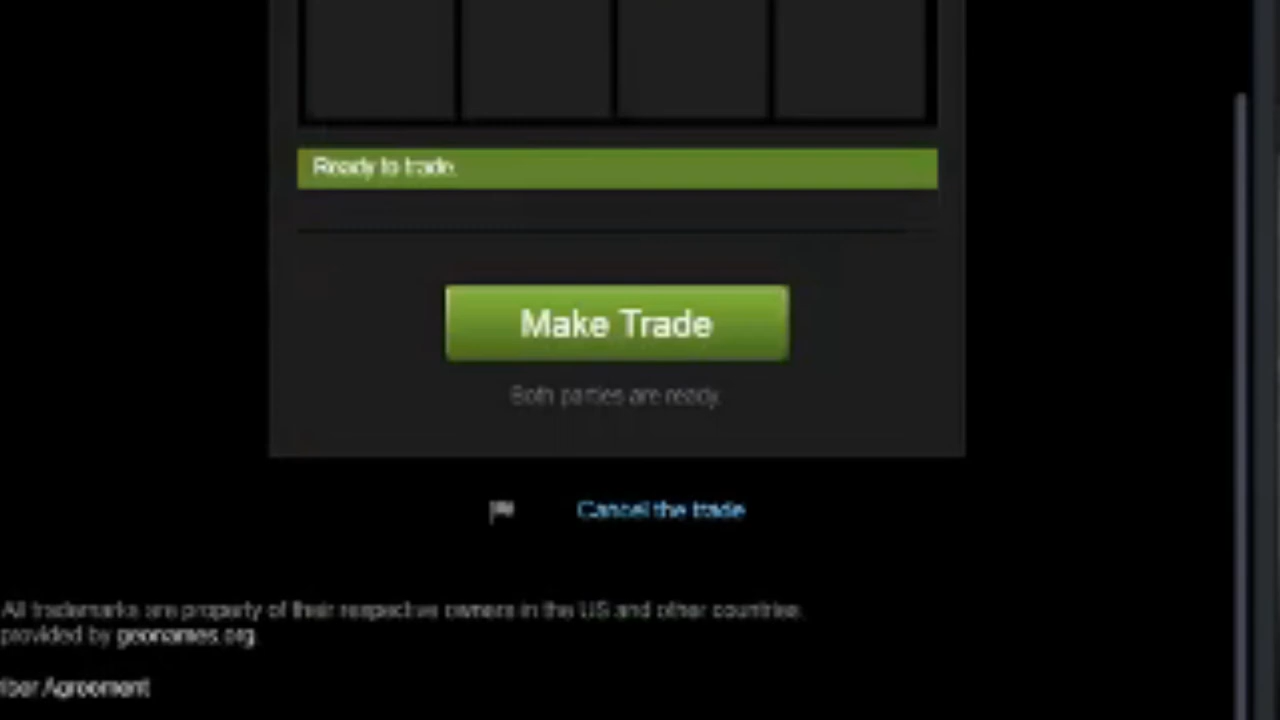 Ready to trade.
Make Trade
Both parties are ready.
Cancel the trade
All trademarks are property of their respective owners in the US and other countries.
provided by geonames.org.
iber Agreement